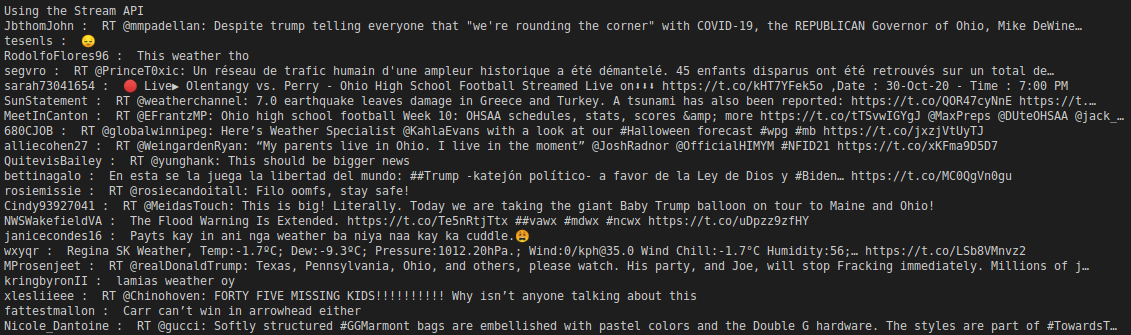 Using the Stream API
JbthomJohn :  RT @mmpadellan: Despite trump telling everyone that "we're rounding the corner" with COVID-19, the REPUBLICAN Governor of Ohio, Mike DeWine…
tesenls :  😞
RodolfoFlores96 :  This weather tho
segvro :  RT @PrinceT0xic: Un réseau de trafic humain d'une ampleur historique a été démantelé. 45 enfants disparus ont été retrouvés sur un total de…
sarah73041654 :  🔴 Live▶ Olentangy vs. Perry - Ohio High School Football Streamed Live on⬇⬇⬇ https://t.co/kHT7YFek5o ,Date : 30-Oct-20 - Time : 7:00 PM
SunStatement :  RT @weatherchannel: 7.0 earthquake leaves damage in Greece and Turkey. A tsunami has also been reported: https://t.co/QOR47cyNnE https://t.…
MeetInCanton :  RT @EFrantzMP: Ohio high school football Week 10: OHSAA schedules, stats, scores &amp; more https://t.co/tTSvwIGYgJ @MaxPreps @DUteOHSAA @jack_…
680CJOB :  RT @globalwinnipeg: Here’s Weather Specialist @KahlaEvans with a look at our #Halloween forecast #wpg #mb https://t.co/jxzjVtUyTJ
alliecohen27 :  RT @WeingardenRyan: “My parents live in Ohio. I live in the moment” @JoshRadnor @OfficialHIMYM #NFID21 https://t.co/xKFma9D5D7
QuitevisBailey :  RT @yunghank: This should be bigger news
bettinagalo :  En esta se la juega la libertad del mundo: ##Trump -katejón político- a favor de la Ley de Dios y #Biden… https://t.co/MC0QgVn0gu
rosiemissie :  RT @rosiecandoitall: Filo oomfs, stay safe!
Cindy93927041 :  RT @MeidasTouch: This is big! Literally. Today we are taking the giant Baby Trump balloon on tour to Maine and Ohio!
NWSWakefieldVA :  The Flood Warning Is Extended. https://t.co/Te5nRtjTtx ##vawx #mdwx #ncwx https://t.co/uDpzz9zfHY
janicecondes16 :  Payts kay in ani nga weather ba niya naa kay ka cuddle.😩
wxyqr :  Regina SK Weather, Temp:-1.7ºC; Dew:-9.3ºC; Pressure:1012.20hPa.; Wind:0/kph@35.0 Wind Chill:-1.7°C Humidity:56;… https://t.co/LSb8VMnvz2
MProsenjeet :  RT @realDonaldTrump: Texas, Pennsylvania, Ohio, and others, please watch. His party, and Joe, will stop Fracking immediately. Millions of j…
kringbyronII :  lamias weather oy
xlesliieee :  RT @Chinohoven: FORTY FIVE MISSING KIDS!!!!!!!!!! Why isn’t anyone talking about this
fattestmallon :  Carr can’t win in arrowhead either
Nicole_Dantoine :  RT @gucci: Softly structured #GGMarmont bags are embellished with pastel colors and the Double G hardware. The styles are part of #TowardsT…